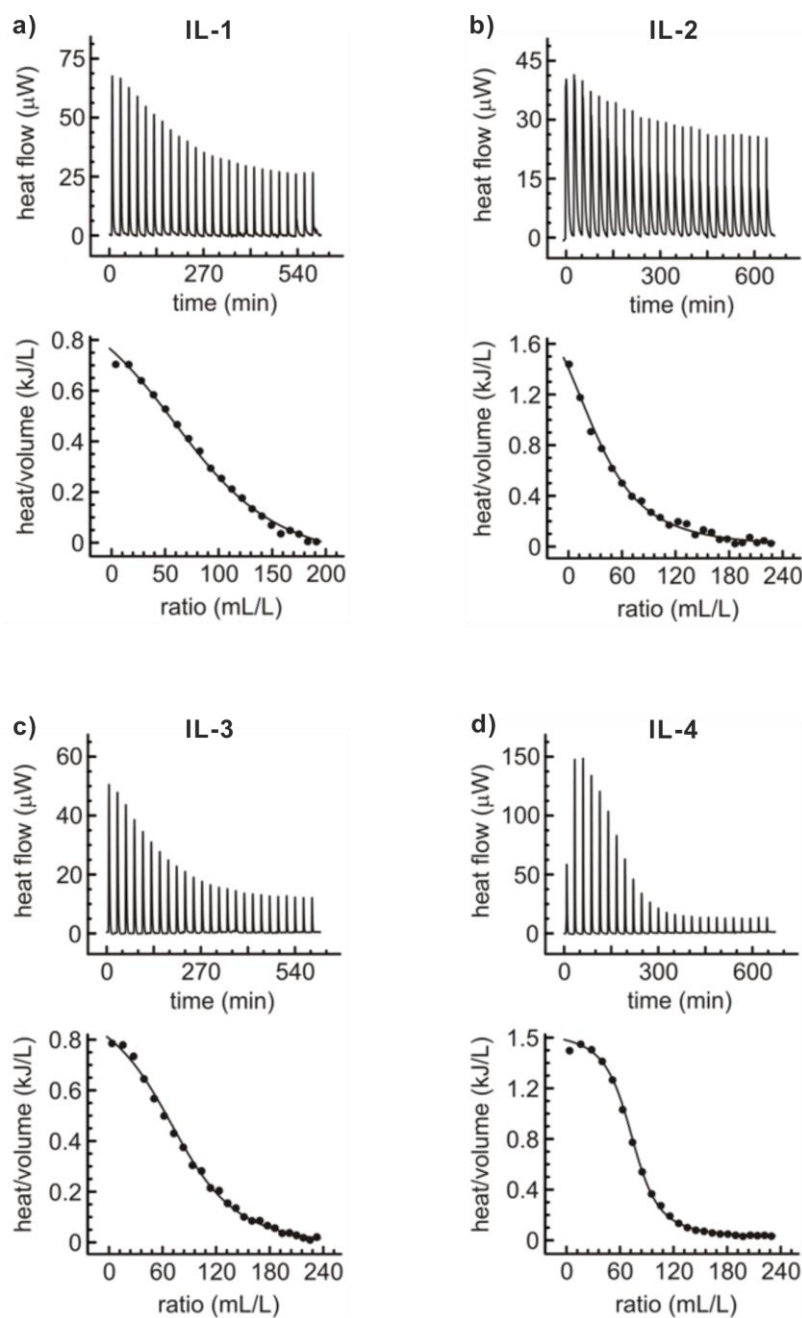 a)
IL-1
heat flow (μW)
75
50
25
0
0 270 540
time (min)
heat/volume (kJ/L)
0.8
0.6
0.4
0.2
0
0 50 100 150 200
ratio (mL/L)
b)
IL-2
heat flow (μW)
45
30
15
0
0 300 600
time (min)
heat/volume (kJ/L)
1.6
1.2
0.8
0.4
0
0 60 120 180 240
ratio (mL/L)
c)
IL-3
heat flow (μW)
60
40
20
0
0 270 540
time (min)
heat/volume (kJ/L)
0.8
0.6
0.4
0.2
0
0 60 120 180 240
ratio (mL/L)
d)
IL-4
heat flow (μW)
150
100
50
0
0 300 600
time (min)
heat/volume (kJ/L)
1.5
1.2
0.8
0.4
0
0 60 120 180 240
ratio (mL/L)